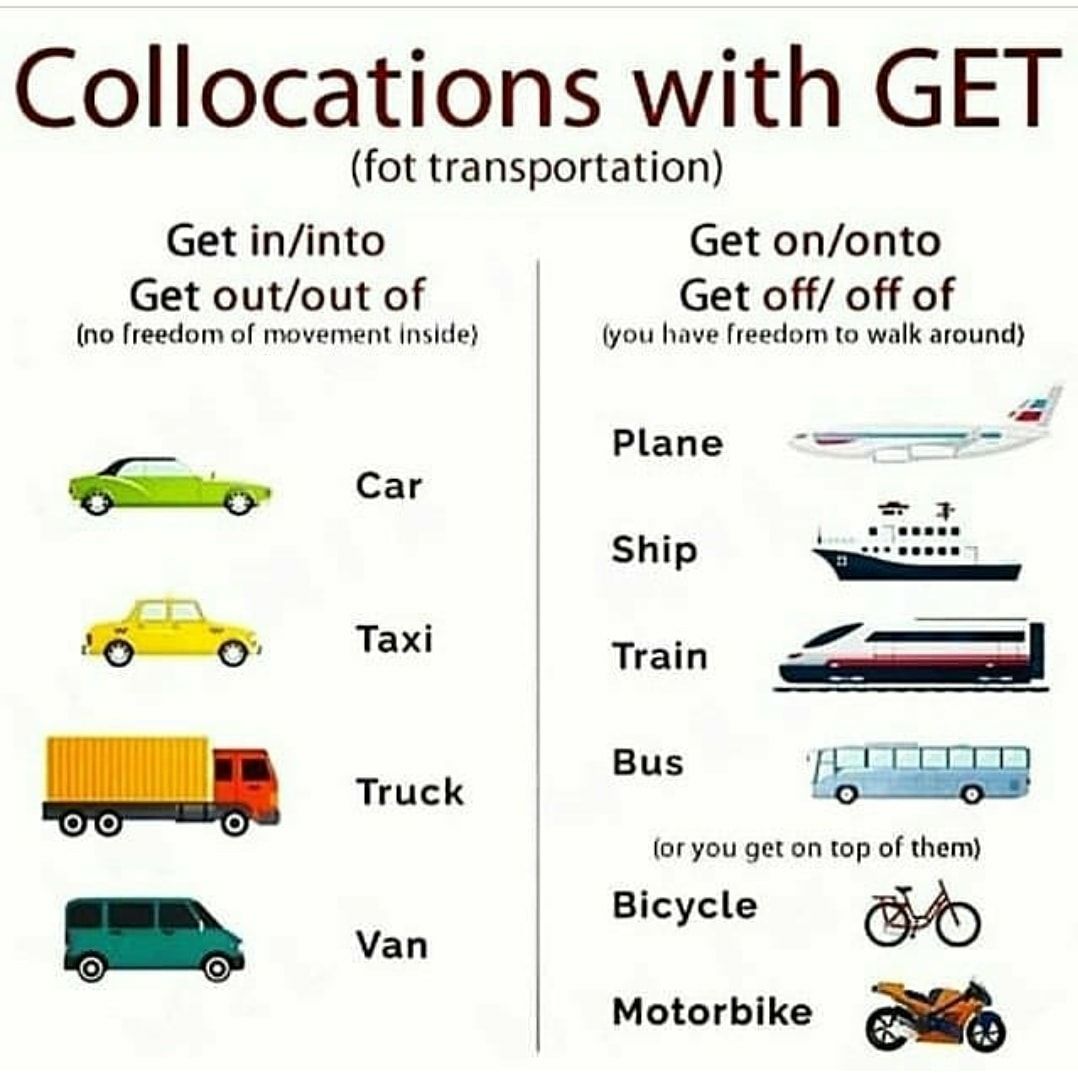 Collocations with GET
(fot transportation)
Get in/into
Get out/out of
(no freedom of movement inside)
Car
Taxi
Truck
Van
Get on/onto
Get off/ off of
(you have freedom to walk around)
Plane
Ship
Train
Bus
(or you get on top of them)
Bicycle
Motorbike